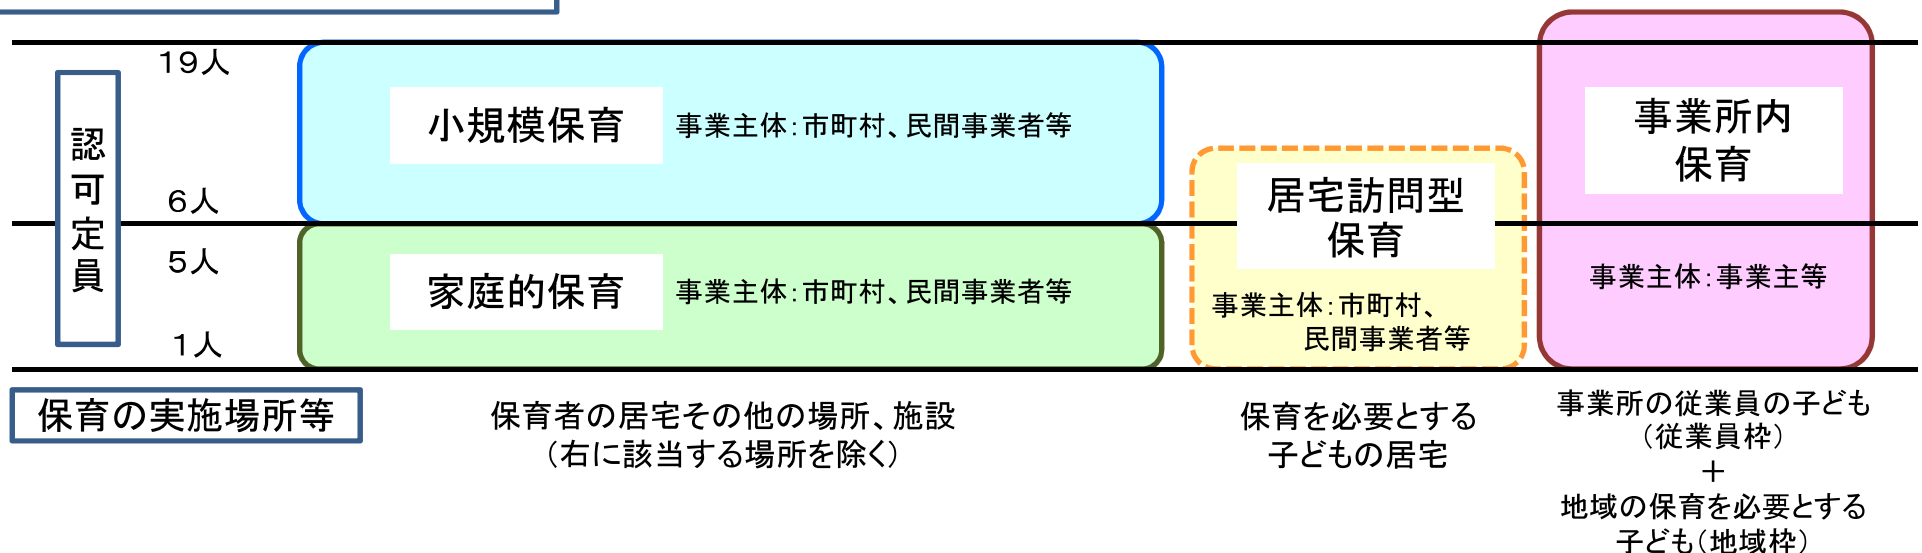 19人
認可定員
小規模保育
事業主体：市町村、民間事業者等
事業所内
保育
居宅訪問型
保育
6人
5人
家庭的保育
事業主体：市町村、民間事業者等
事業主体：事業主等
事業主体：市町村、
民間事業者等
1人
保育の実施場所等
保育者の居宅その他の場所、施設
（右に該当する場所を除く）
保育を必要とする
子どもの居宅
事業所の従業員の子ども
（従業員枠）
＋
地域の保育を必要とする
子ども（地域枠）